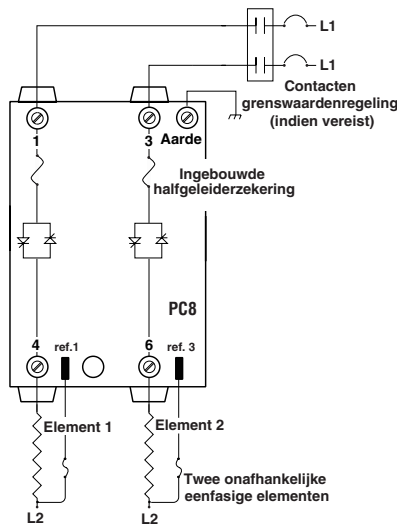 L1
L1
Contacten
grenswaardenregeling
(indien vereist)
1
3
Aarde
Ingebouwde
halfgeleiderzekering
PC8
4
ref.1
6
ref. 3
Element 1
Element 2
Twee onafhankelijke
eenfasige elementen
L2
L2